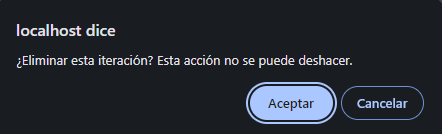 localhost dice
¿Eliminar esta iteración? Esta acción no se puede deshacer.
Aceptar
Cancelar